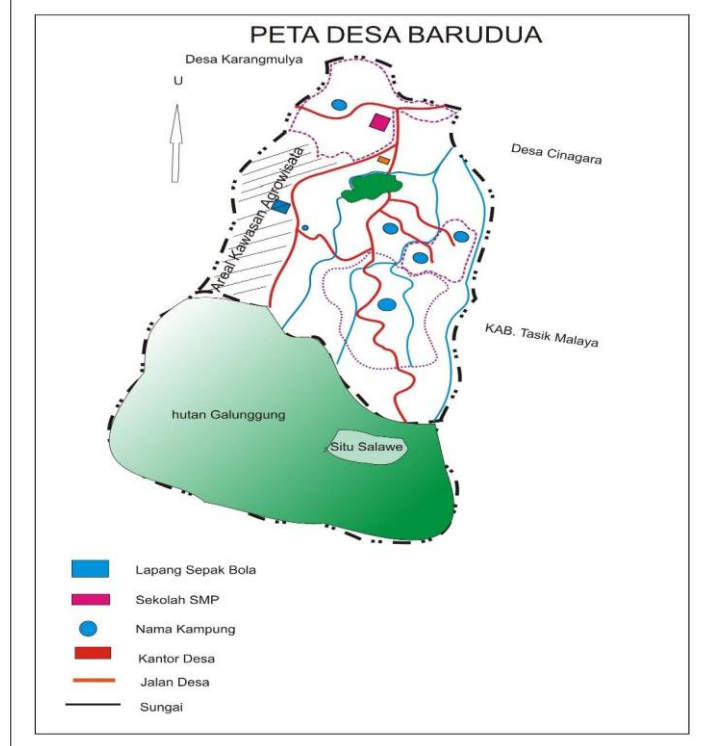 PETA DESA BARUDUA
Desa Karangmulya
U
Desa Cinagara
Areal Kawasan Agrowisata
KAB. Tasik Malaya
hutan Galunggung
Situ Salawe
Lapang Sepak Bola
Sekolah SMP
Nama Kampung
Kantor Desa
Jalan Desa
Sungai